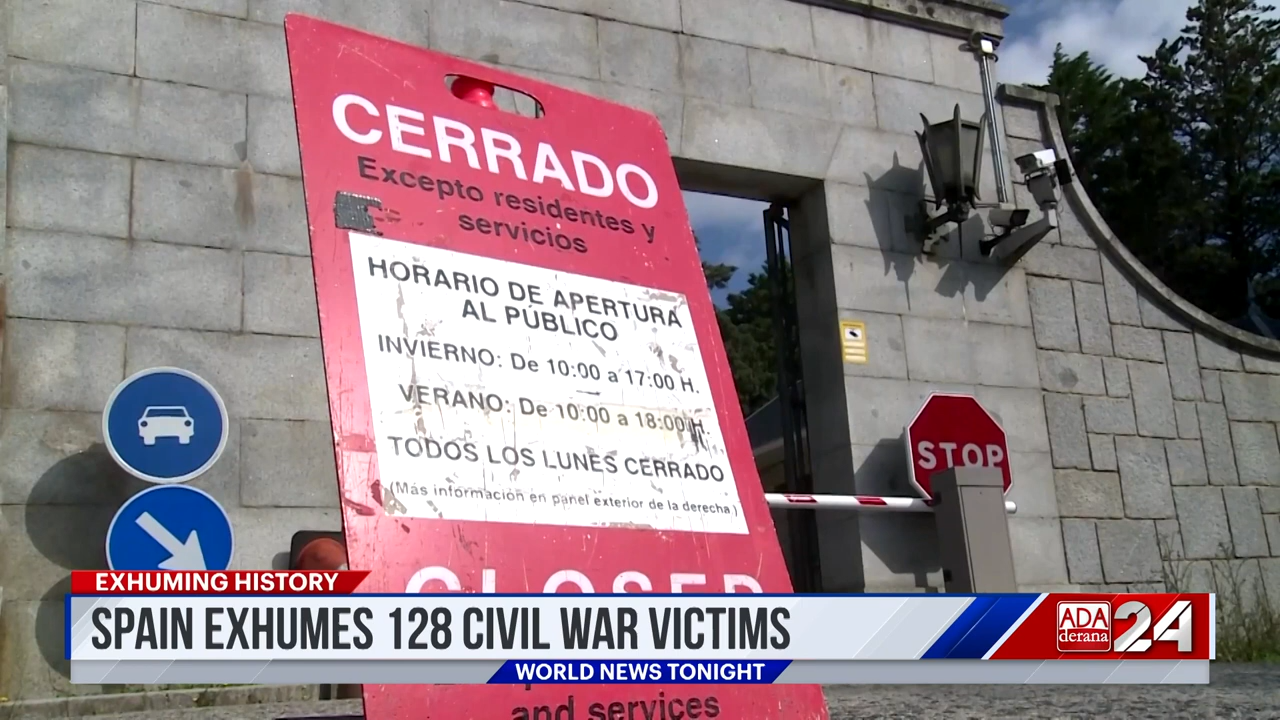 CERRADO
Excepto residentes y
servicios
HORARIO DE APERTURA
AL PÚBLICO
INVIERNO: De 10:00 a 17:00 H.
VERANO: De 10:00 a 18:00 H.
TODOS LOS LUNES CERRADO
(Más información en panel exterior de la derecha)
CLOSED
and services
STOP
EXHUMING HISTORY
SPAIN EXHUMES 128 CIVIL WAR VICTIMS
ADA
derana
24
WORLD NEWS TONIGHT